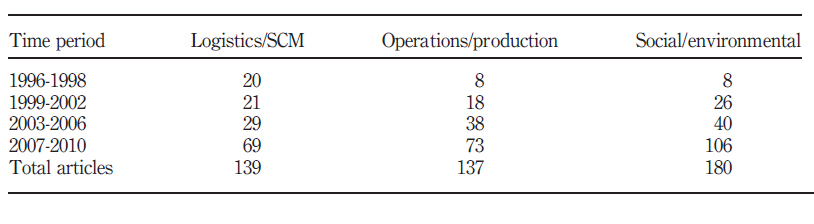 Time period Logistics/SCM Operations/production Social/environmental
1996-1998 20 8 8
1999-2002 21 18 26
2003-2006 29 38 40
2007-2010 69 73 106
Total articles 139 137 180